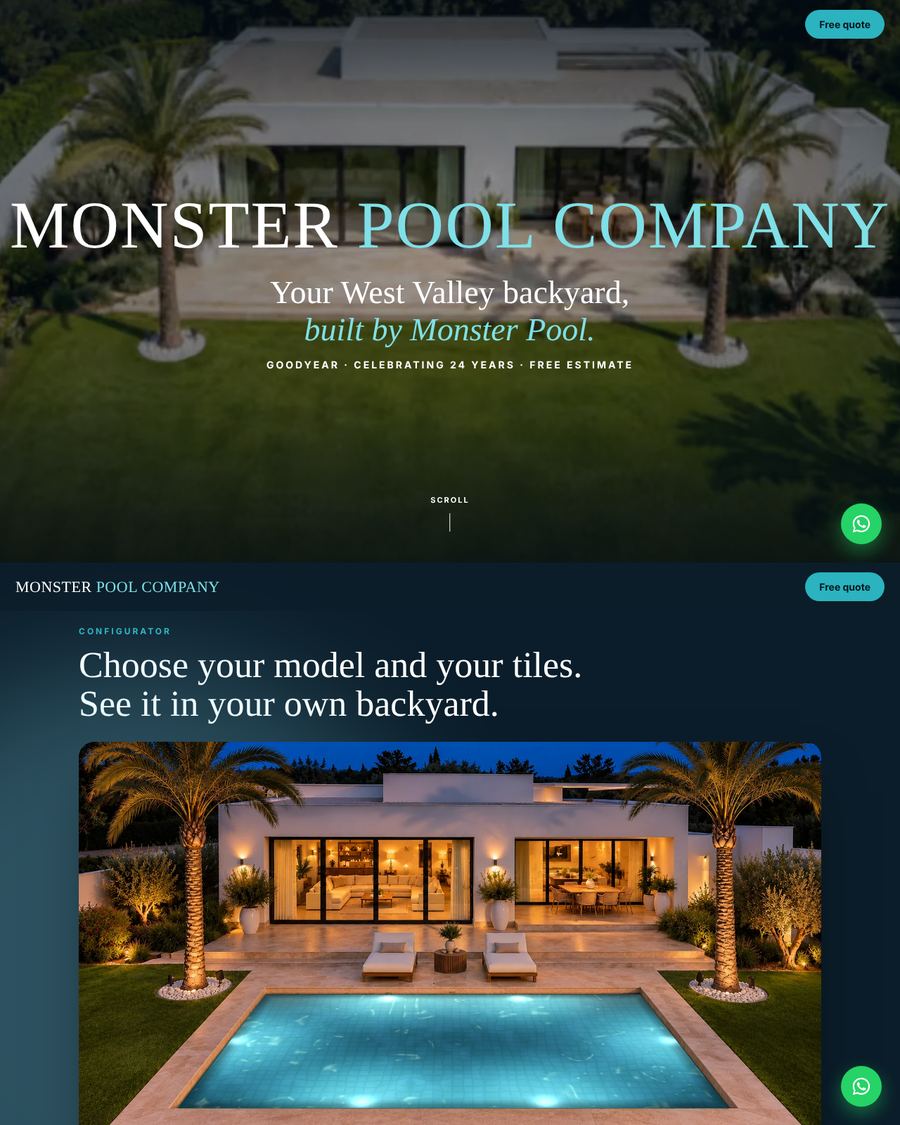 Free quote
MONSTER POOL COMPANY
Your West Valley backyard,
built by Monster Pool.
GOODYEAR · CELEBRATING 24 YEARS · FREE ESTIMATE
SCROLL
MONSTER POOL COMPANY
Free quote
CONFIGURATOR
Choose your model and your tiles.
See it in your own backyard.